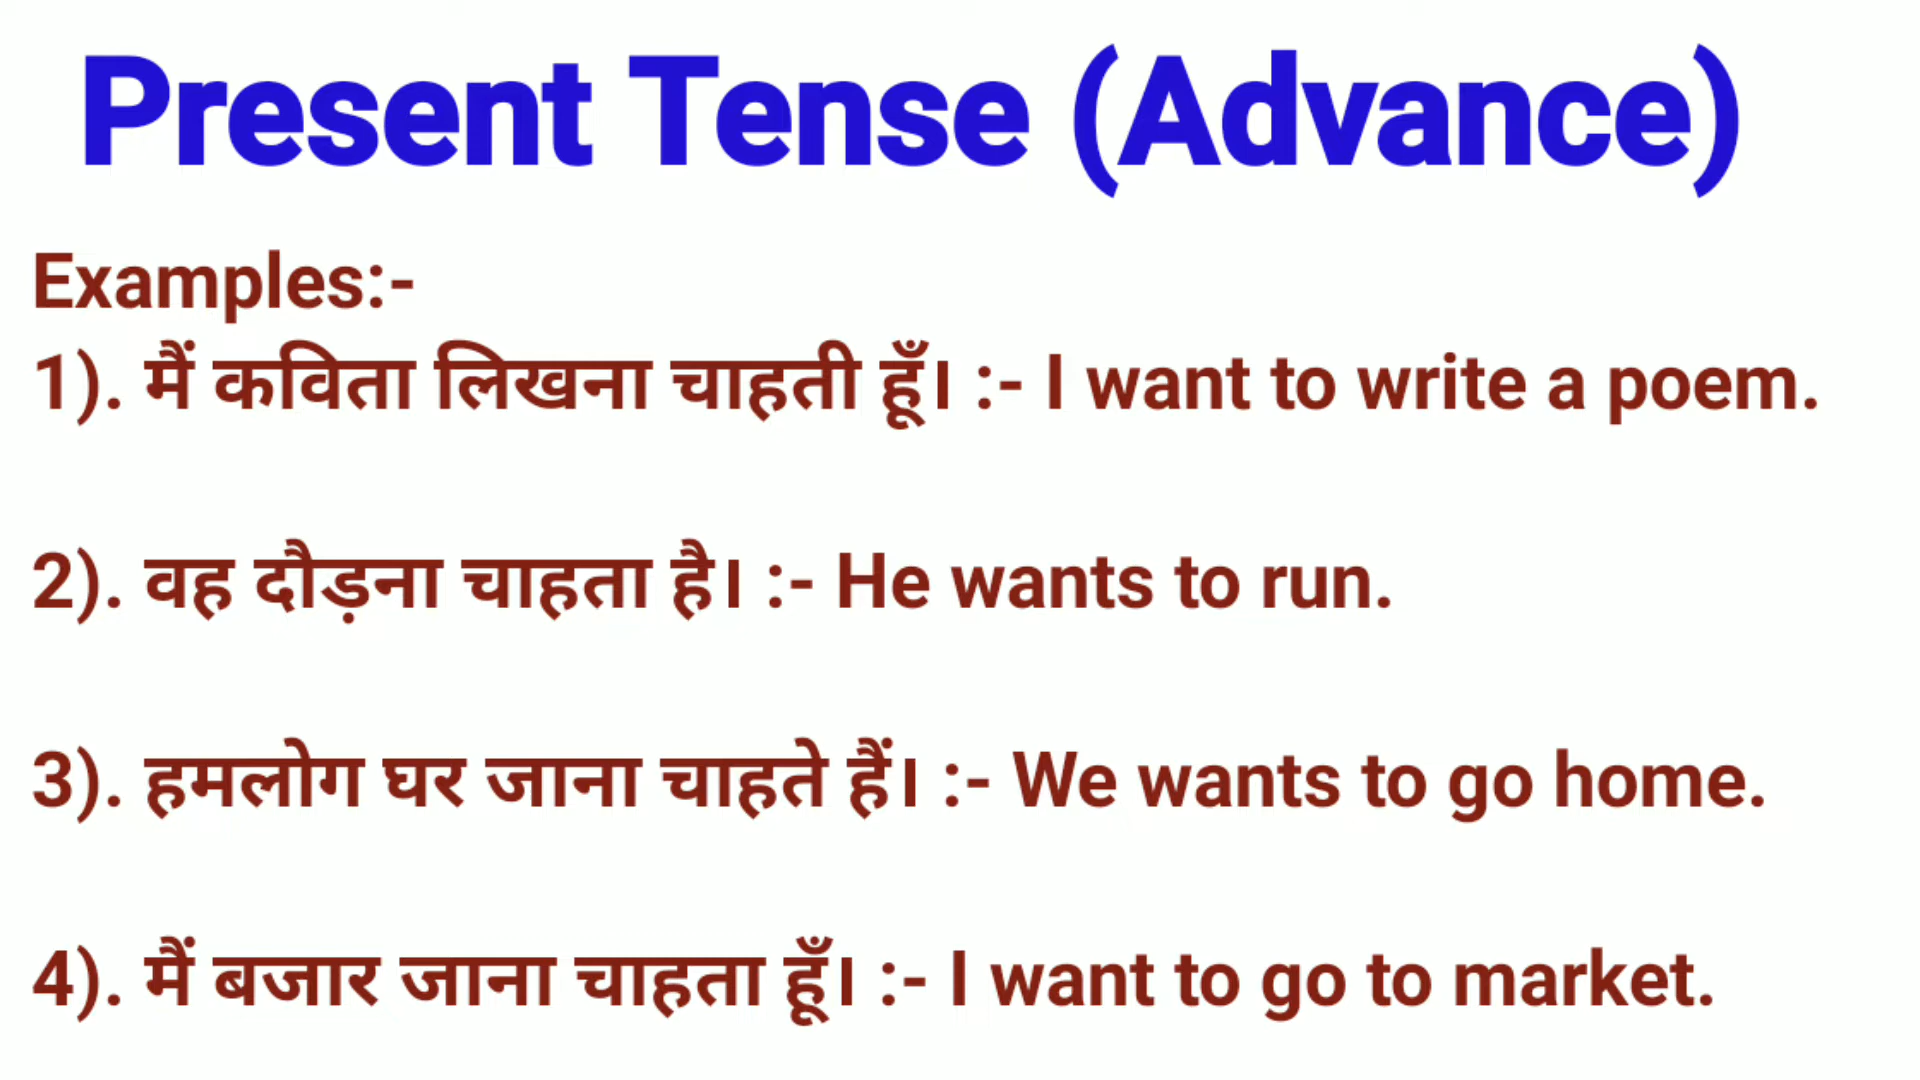 Present Tense (Advance)
Examples:-
1). मैं कविता लिखना चाहती हूँ। :- I want to write a poem.
2). वह दौड़ना चाहता है। :- He wants to run.
3). हमलोग घर जाना चाहते हैं। :- We wants to go home.
4). मैं बजार जाना चाहता हूँ। :- I want to go to market.